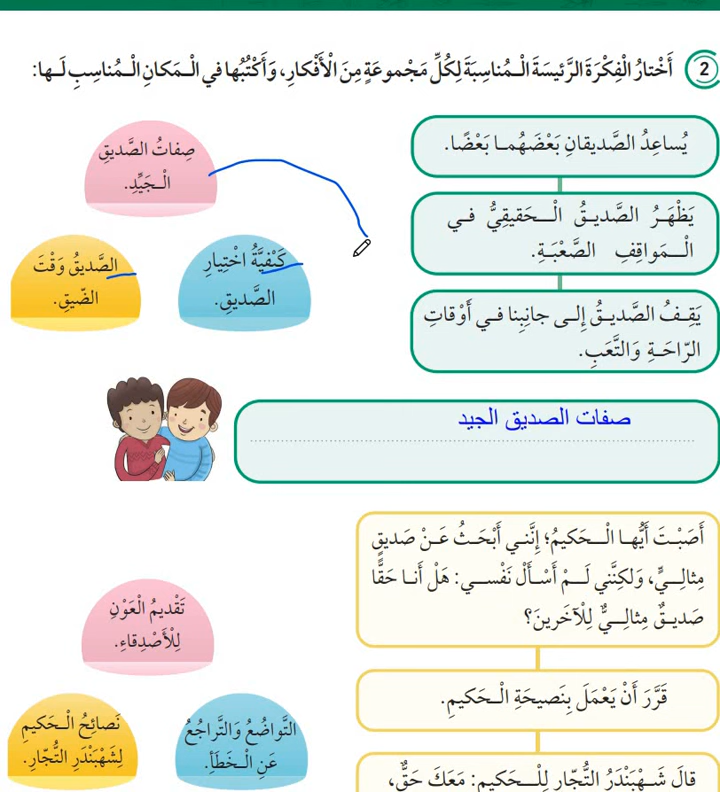 2 أَخْتارُ الْفِكْرَةَ الرَّئيسَةَ الْـمُناسِبَةَ لِكُلِّ مَجْموعَةٍ مِنَ الْأَفْكارِ، وَأَكْتُبُها في الْـمَكانِ الْـمُناسِبِ لَـها:
يُساعِدُ الصَّديقانِ بَعْضَهُمـا بَعْضًا.
يَظْهَرُ الصَّديقُ الْحَقيقِيُّ في
الْـمَواقِفِ الصَّعْبَةِ.
يَقِفُ الصَّديقُ إِلى جانِبِنا في أَوْقاتِ
الرّاحَةِ وَالتَّعَبِ.
صِفاتُ الصَّديقِ
الْـجَيِّدِ.
كَيْفِيَّةُ اخْتِيارِ
الصَّديقِ.
الصَّديقُ وَقْتَ
الضّيقِ.
صفات الصديق الجيد
أَصَبْتَ أَيُّها الْـحَكيمُ؛ إِنَّني أَبْحَثُ عَنْ صَديقٍ
مِثالِيٍّ، وَلكِنَّني لَـمْ أَسْأَلْ نَفْسي: هَلْ أَنا حَقًّا
صَديقٌ مِثالِيٌّ لِلْآخَرينَ؟
قَرَّرَ أَنْ يَعْمَلَ بِنَصيحَةِ الْـحَكيمِ.
قالَ شَـهْبَنْدَرُ التُّجّارِ لِلْـحَكيمِ: مَعَكَ حَقٌّ،
تَقْديمُ الْعَوْنِ
لِلْأَصْدِقاءِ.
التَّواضُعُ وَالتَّراجُعُ
عَنِ الْـخَطَأِ.
نَصائِحُ الْـحَكيمِ
لِشَهْبَنْدَرِ التُّجّارِ.